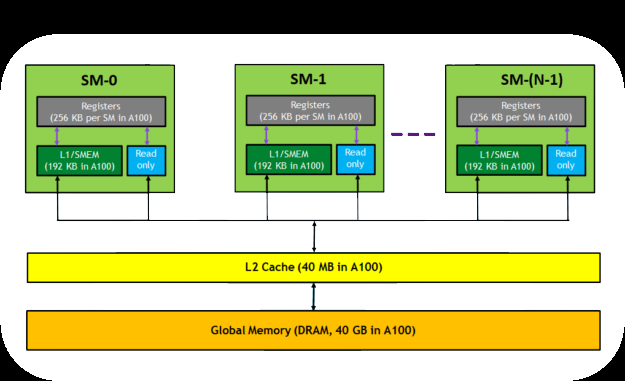 SM-0
Registers
(256 KB per SM in A100)
L1/SMEM
(192 KB in A100)
Read
only
SM-1
Registers
(256 KB per SM in A100)
L1/SMEM
(192 KB in A100)
Read
only
SM-(N-1)
Registers
(256 KB per SM in A100)
L1/SMEM
(192 KB in A100)
Read
only
L2 Cache (40 MB in A100)
Global Memory (DRAM, 40 GB in A100)